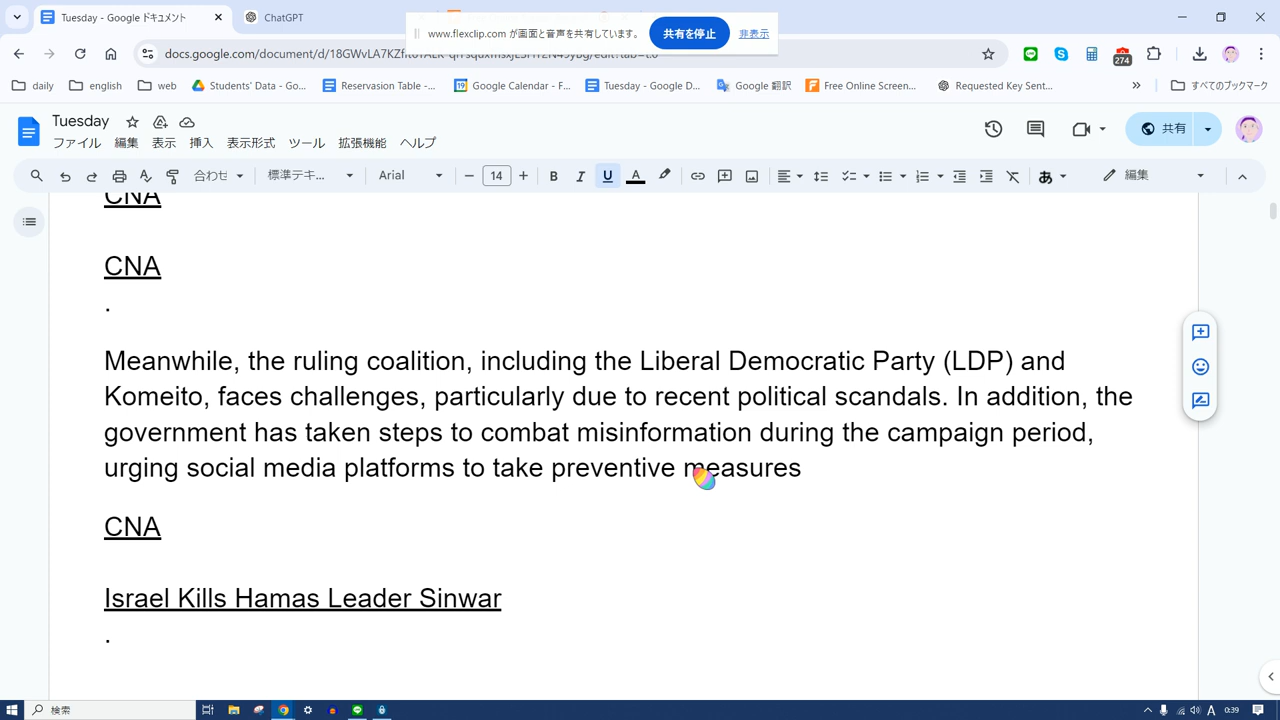 Tuesday - Google ドキュメント
ChatGPT
www.flexclip.com が画面と音声を共有しています。
共有を停止
非表示
daily
english
web
Students' Data - Go...
Reservasion Table -...
Google Calendar - F...
Tuesday - Google D...
Google 翻訳
Free Online Screen...
Requested Key Sent...
すべてのブックマーク
274
Tuesday
ファイル 編集 表示 挿入 表示形式 ツール 拡張機能 ヘルプ
共有
合わせ
標準テキ...
Arial
14
編集
CNA
CNA
.
Meanwhile, the ruling coalition, including the Liberal Democratic Party (LDP) and
Komeito, faces challenges, particularly due to recent political scandals. In addition, the
government has taken steps to combat misinformation during the campaign period,
urging social media platforms to take preventive measures
CNA
Israel Kills Hamas Leader Sinwar
.
検索
A
0:39